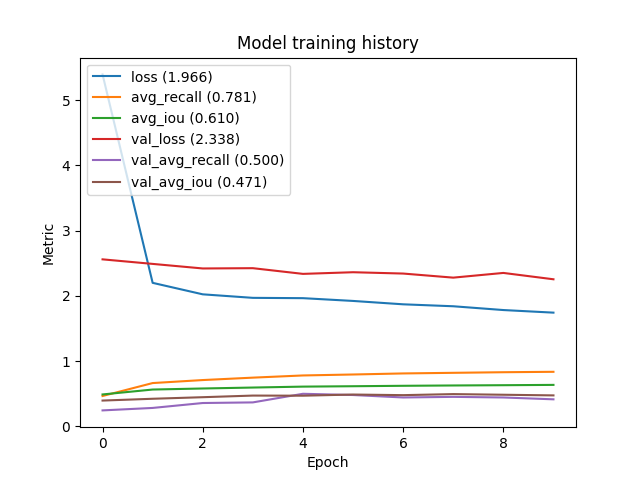 Model training history
loss (1.966)
avg_recall (0.781)
avg_iou (0.610)
val_loss (2.338)
val_avg_recall (0.500)
val_avg_iou (0.471)
Metric
5
4
3
2
1
0
0 2 4 6 8
Epoch